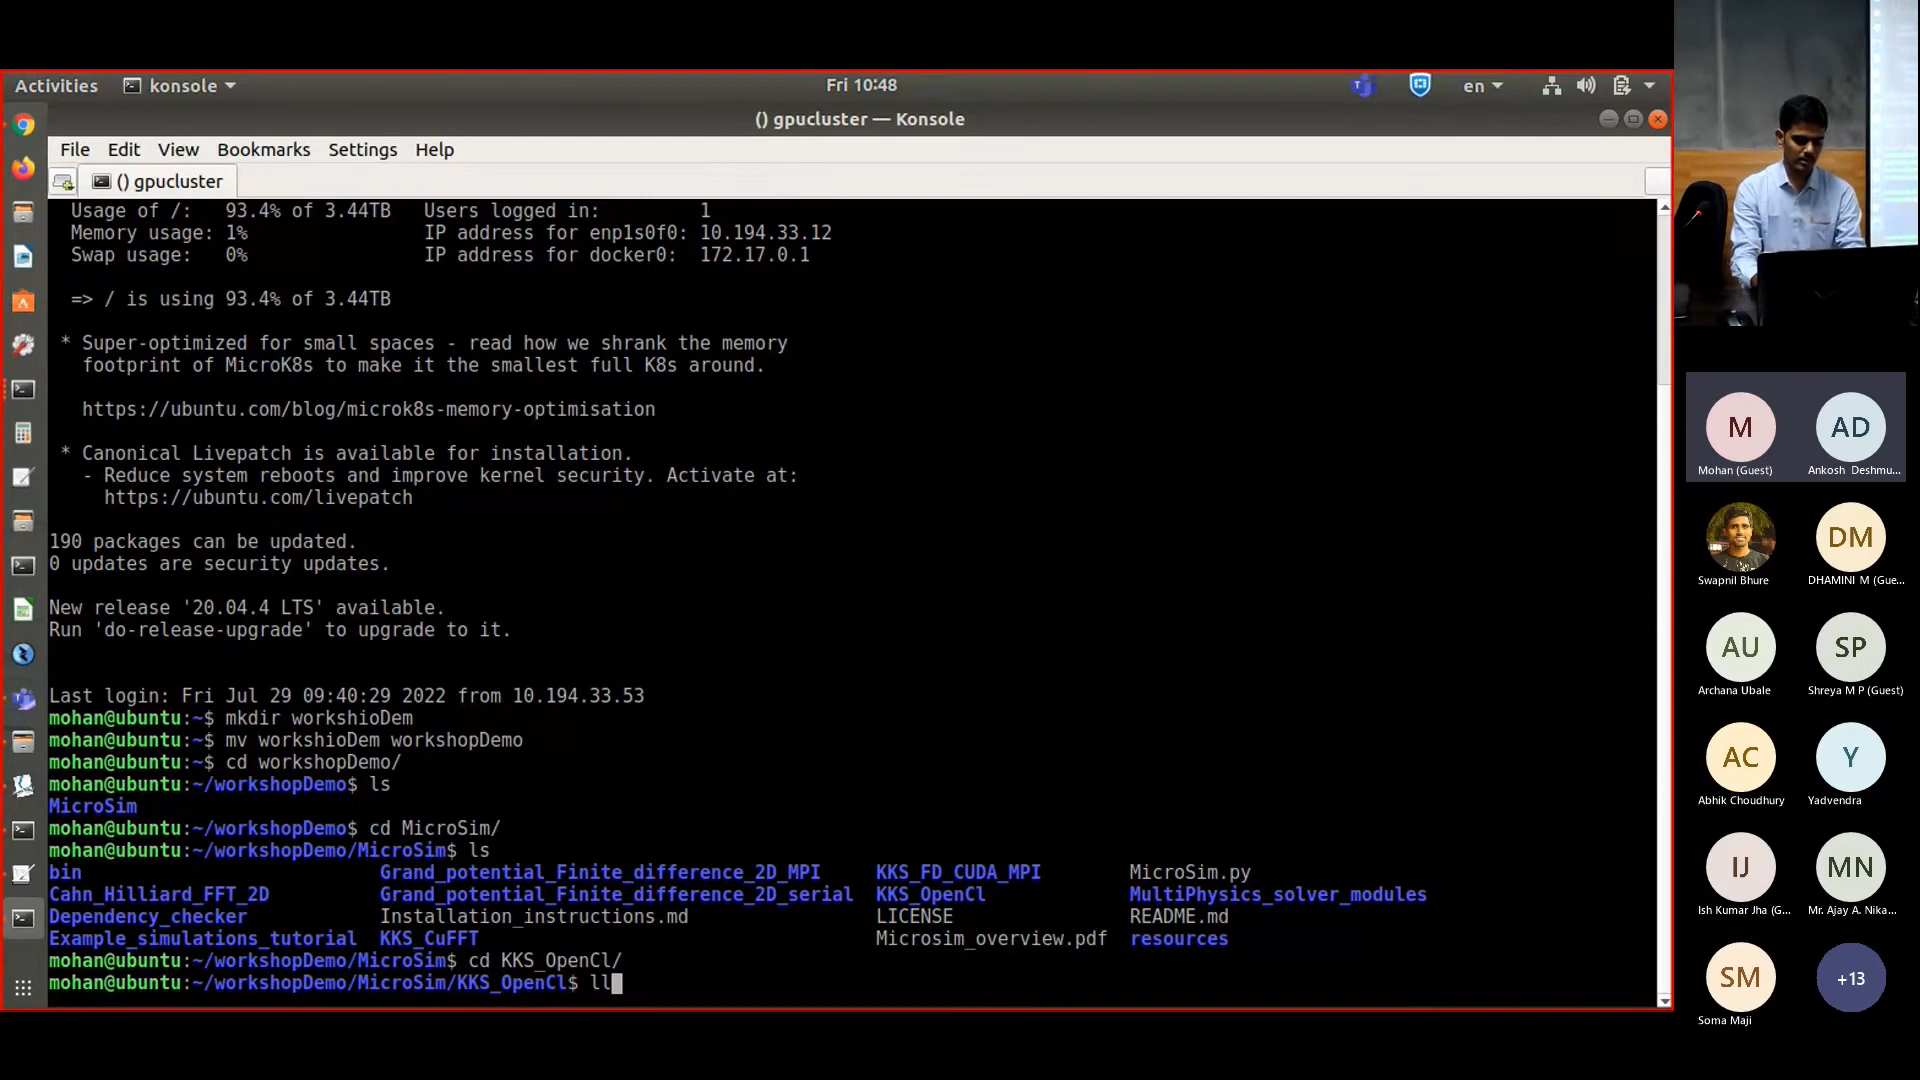 Activities konsole Fri 10:48 en
() gpucluster — Konsole
File Edit View Bookmarks Settings Help
() gpucluster
Usage of /: 93.4% of 3.44TB Users logged in: 1
Memory usage: 1% IP address for enp1s0f0: 10.194.33.12
Swap usage: 0% IP address for docker0: 172.17.0.1
=> / is using 93.4% of 3.44TB
* Super-optimized for small spaces - read how we shrank the memory
footprint of MicroK8s to make it the smallest full K8s around.
https://ubuntu.com/blog/microk8s-memory-optimisation
* Canonical Livepatch is available for installation.
- Reduce system reboots and improve kernel security. Activate at:
https://ubuntu.com/livepatch
190 packages can be updated.
0 updates are security updates.
New release '20.04.4 LTS' available.
Run 'do-release-upgrade' to upgrade to it.
Last login: Fri Jul 29 09:40:29 2022 from 10.194.33.53
mohan@ubuntu:~$ mkdir workshioDem
mohan@ubuntu:~$ mv workshioDem workshopDemo
mohan@ubuntu:~$ cd workshopDemo/
mohan@ubuntu:~/workshopDemo$ ls
MicroSim
mohan@ubuntu:~/workshopDemo$ cd MicroSim/
mohan@ubuntu:~/workshopDemo/MicroSim$ ls
bin Grand_potential_Finite_difference_2D_MPI KKS_FD_CUDA_MPI MicroSim.py
Cahn_Hilliard_FFT_2D Grand_potential_Finite_difference_2D_serial KKS_OpenCl MultiPhysics_solver_modules
Dependency_checker Installation_instructions.md LICENSE README.md
Example_simulations_tutorial KKS_CuFFT Microsim_overview.pdf resources
mohan@ubuntu:~/workshopDemo/MicroSim$ cd KKS_OpenCl/
mohan@ubuntu:~/workshopDemo/MicroSim/KKS_OpenCl$ ll
M AD
Mohan (Guest) Ankosh Deshmu...
DM
Swapnil Bhure DHAMINI M (Gue...
AU SP
Archana Ubale Shreya M P (Guest)
AC Y
Abhik Choudhury Yadvendra
IJ MN
Ish Kumar Jha (G... Mr. Ajay A. Nika...
SM +13
Soma Maji